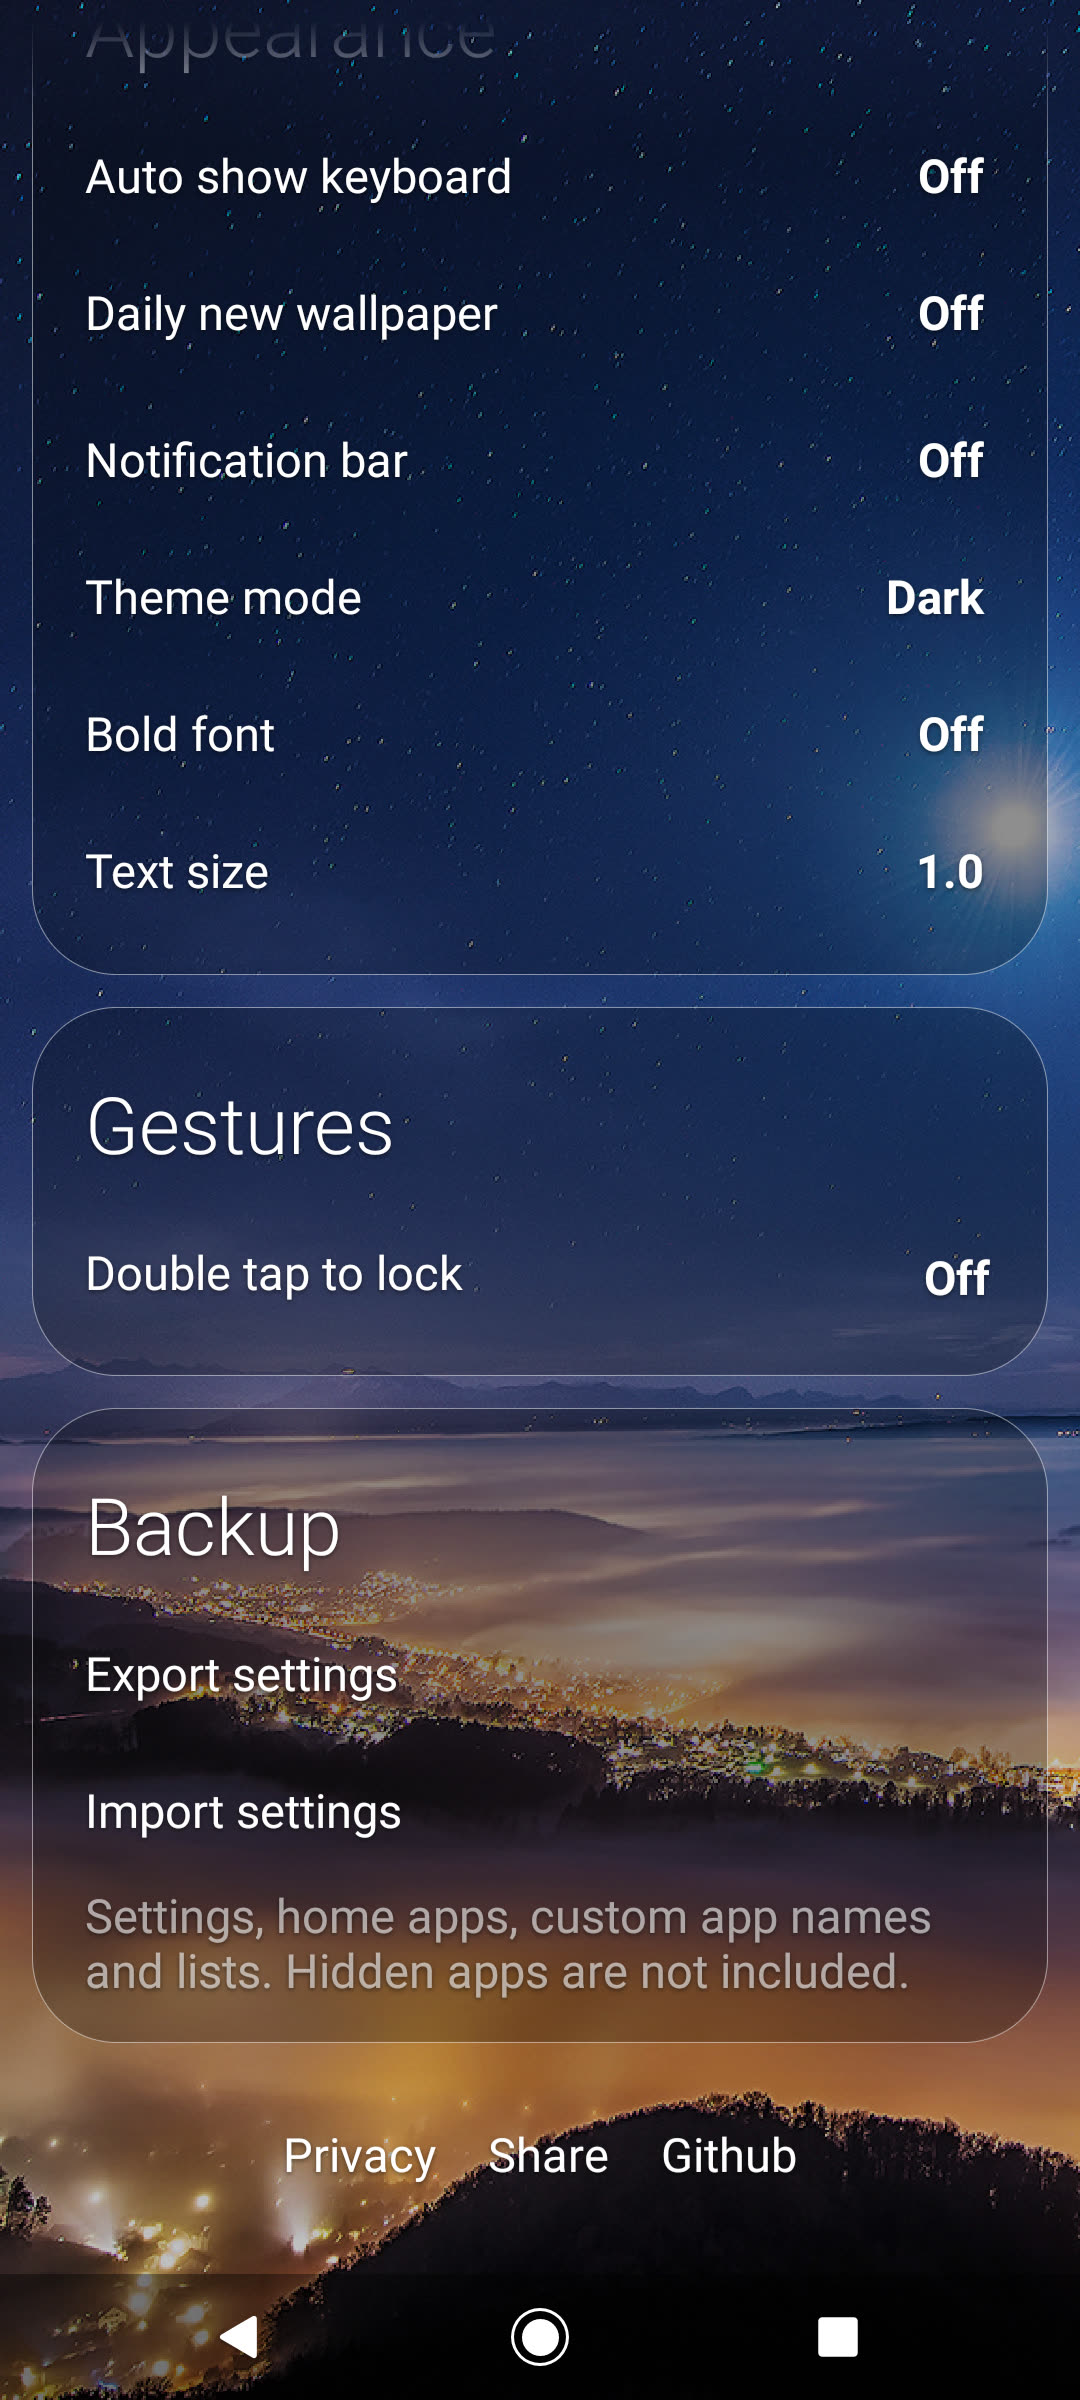 Appearance
Auto show keyboard Off
Daily new wallpaper Off
Notification bar Off
Theme mode Dark
Bold font Off
Text size 1.0
Gestures
Double tap to lock Off
Backup
Export settings
Import settings
Settings, home apps, custom app names
and lists. Hidden apps are not included.
Privacy Share Github